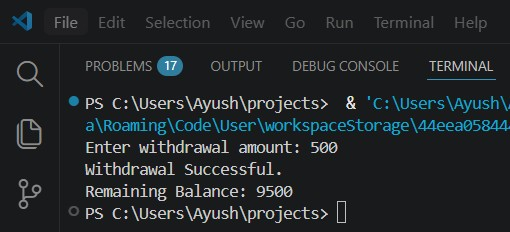 File Edit Selection View Go Run Terminal Help
PROBLEMS 17 OUTPUT DEBUG CONSOLE TERMINAL
PS C:\Users\Ayush\projects> & 'C:\Users\Ayush\
a\Roaming\Code\User\workspaceStorage\44eea05844
Enter withdrawal amount: 500
Withdrawal Successful.
Remaining Balance: 9500
PS C:\Users\Ayush\projects>